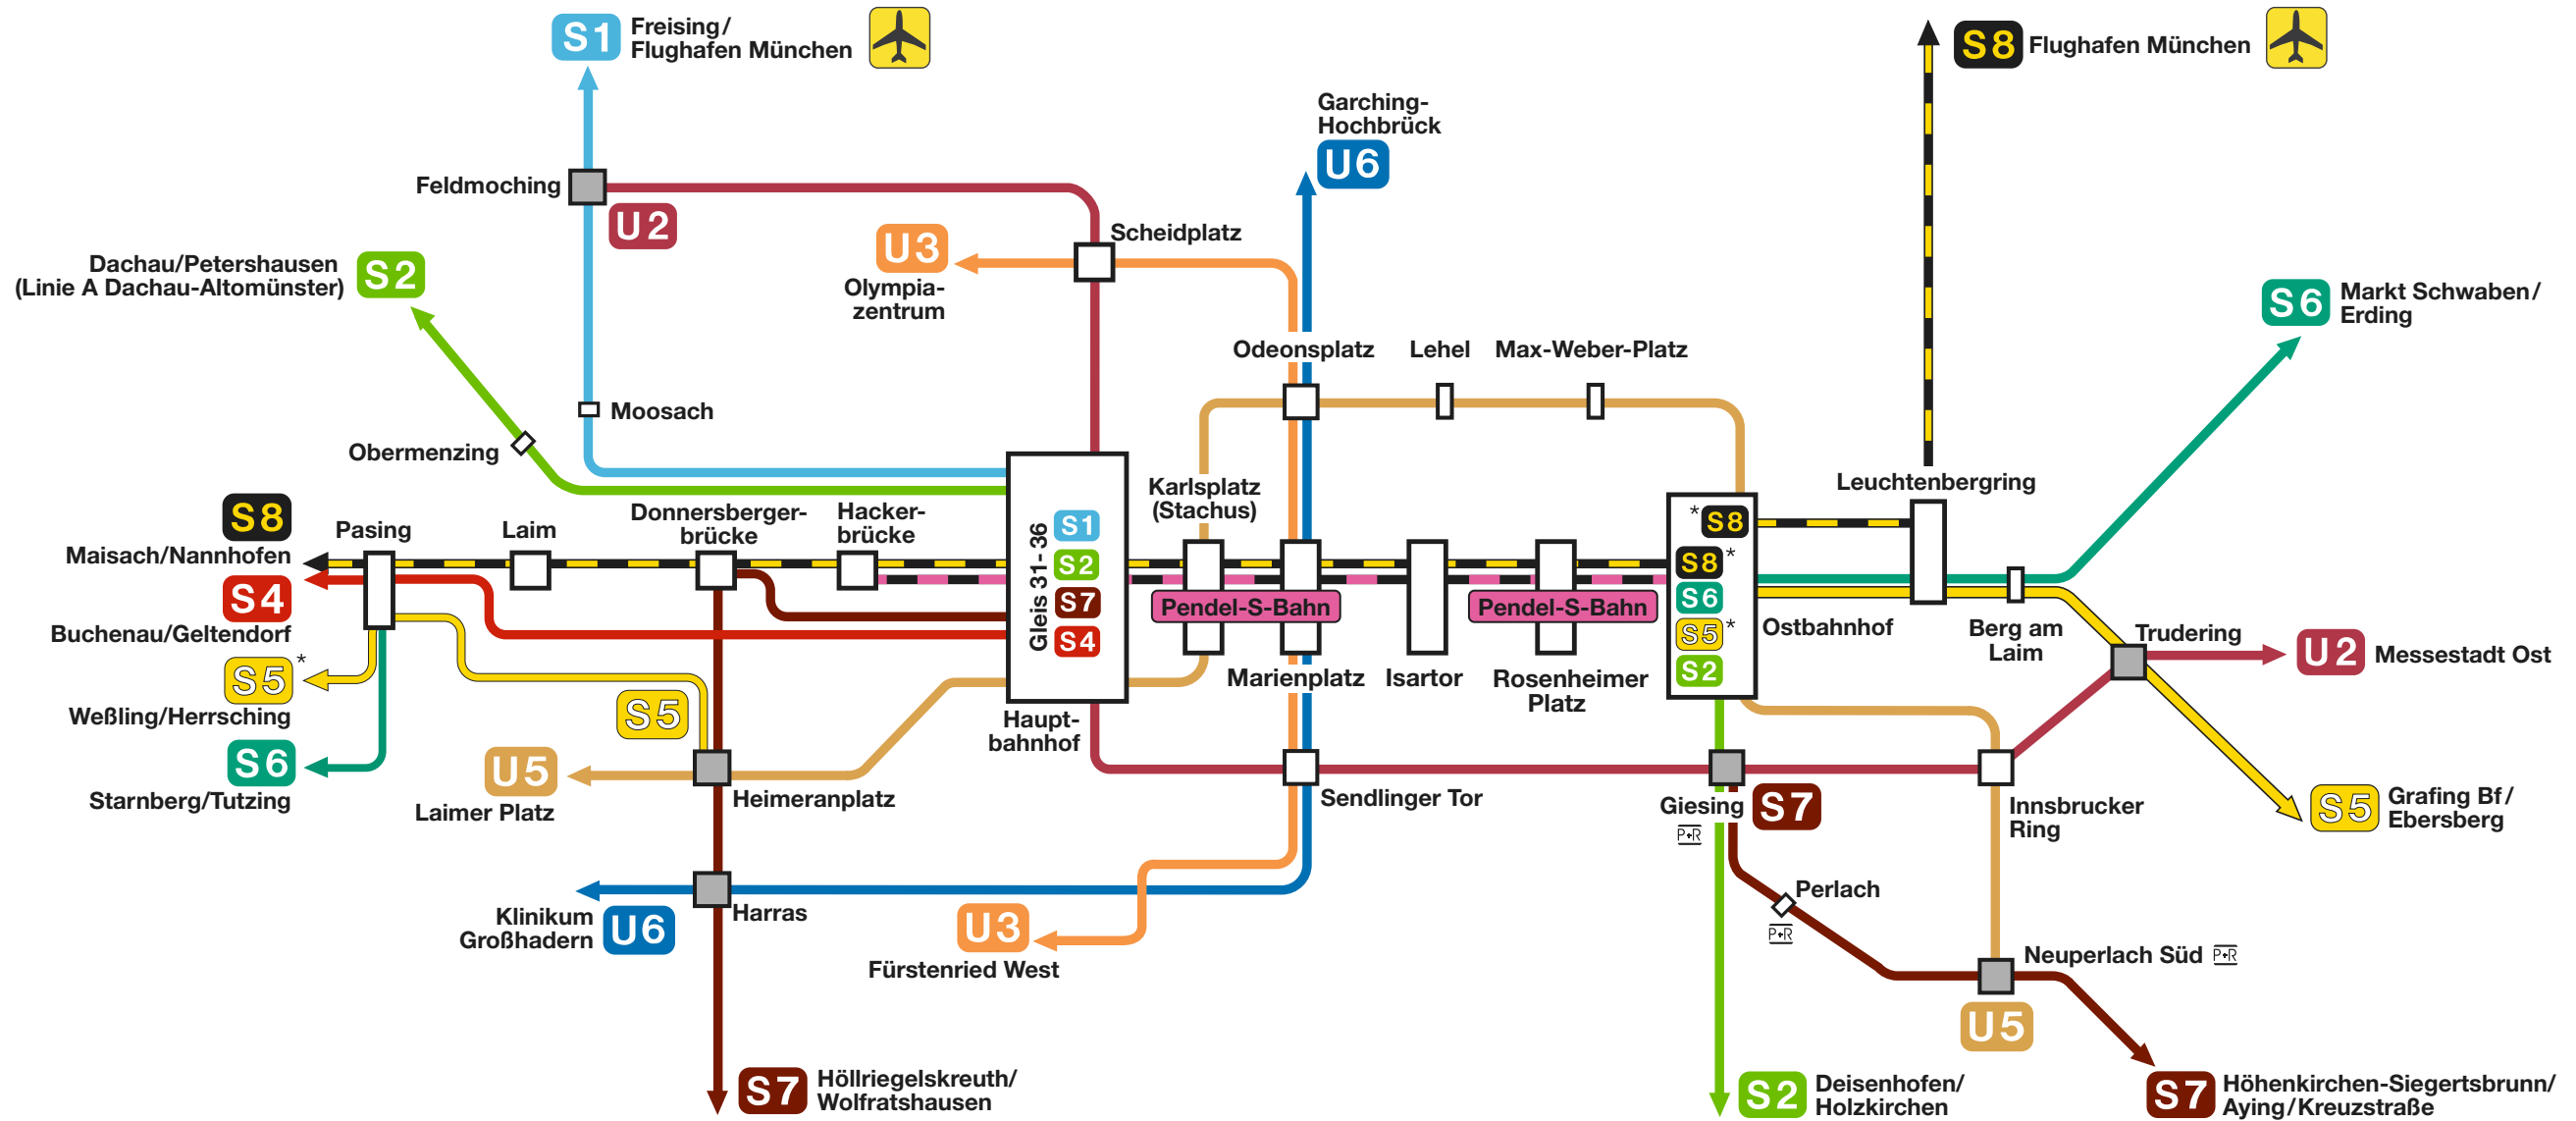 S1
Freising/
Flughafen München
S8
Flughafen München
Garching-
Hochbrück
U6
Feldmoching
U2
Scheidplatz
U3
Olympia-
zentrum
Dachau/Petershausen
(Linie A Dachau-Altomünster)
S2
S6
Markt Schwaben/
Erding
Odeonsplatz
Lehel
Max-Weber-Platz
Moosach
Obermenzing
Karlsplatz
(Stachus)
Leuchtenbergring
S8
Maisach/Nannhofen
Pasing
Laim
Donnersberger-
brücke
Hacker-
brücke
Gleis 31-36
S1
S2
S7
S4
Haupt-
bahnhof
Pendel-S-Bahn
Pendel-S-Bahn
Marienplatz
Isartor
Rosenheimer
Platz
*S8
S8*
S6
S5*
S2
Ostbahnhof
Berg am
Laim
Trudering
U2
Messestadt Ost
S4
Buchenau/Geltendorf
S5*
Weßling/Herrsching
S6
Starnberg/Tutzing
S5
U5
Laimer Platz
Heimeranplatz
Sendlinger Tor
Giesing
P+R
S7
Innsbrucker
Ring
S5
Grafing Bf/
Ebersberg
Klinikum
Großhadern
U6
Harras
U3
Fürstenried West
Perlach
P+R
Neuperlach Süd P+R
U5
S7
Höllriegelskreuth/
Wolfratshausen
S2
Deisenhofen/
Holzkirchen
S7
Höhenkirchen-Siegertsbrunn/
Aying/Kreuzstraße